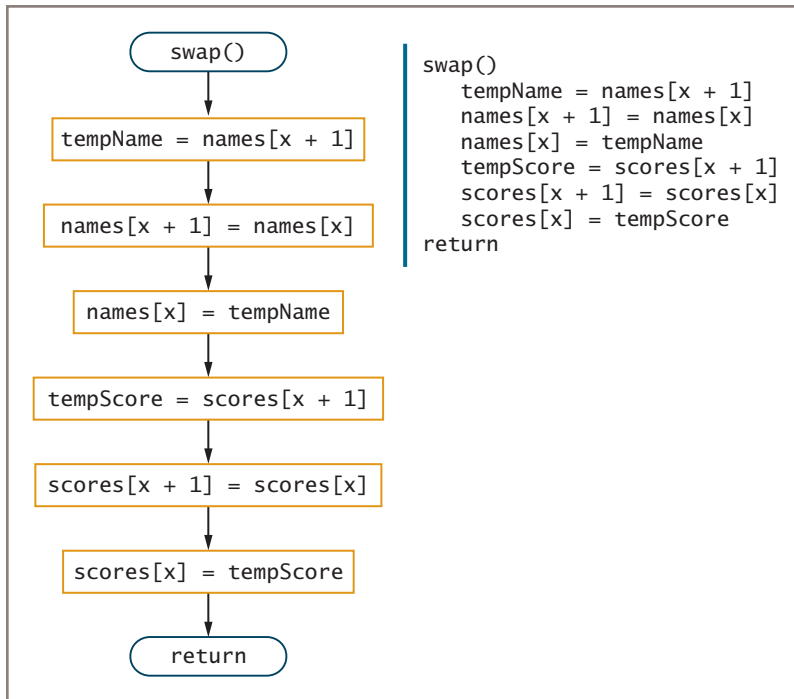 swap()
tempName = names[x + 1]
names[x + 1] = names[x]
names[x] = tempName
tempScore = scores[x + 1]
scores[x + 1] = scores[x]
scores[x] = tempScore
return
swap()
tempName = names[x + 1]
names[x + 1] = names[x]
names[x] = tempName
tempScore = scores[x + 1]
scores[x + 1] = scores[x]
scores[x] = tempScore
return